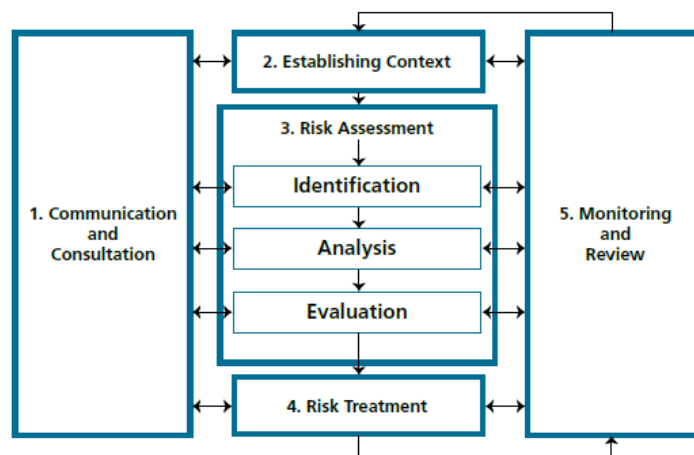 2. Establishing Context
3. Risk Assessment
Identification
1. Communication
and
Consultation
5. Monitoring
and
Review
Analysis
Evaluation
4. Risk Treatment